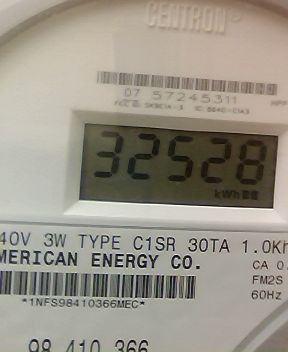 CENTRON®
07 57245311
32528
kWh
40V 3W TYPE C1SR 30TA 1.0Kh
MERICAN ENERGY CO.
CA 0.
*1NFS98410366MEC*
FM2S
60Hz
98 410 366